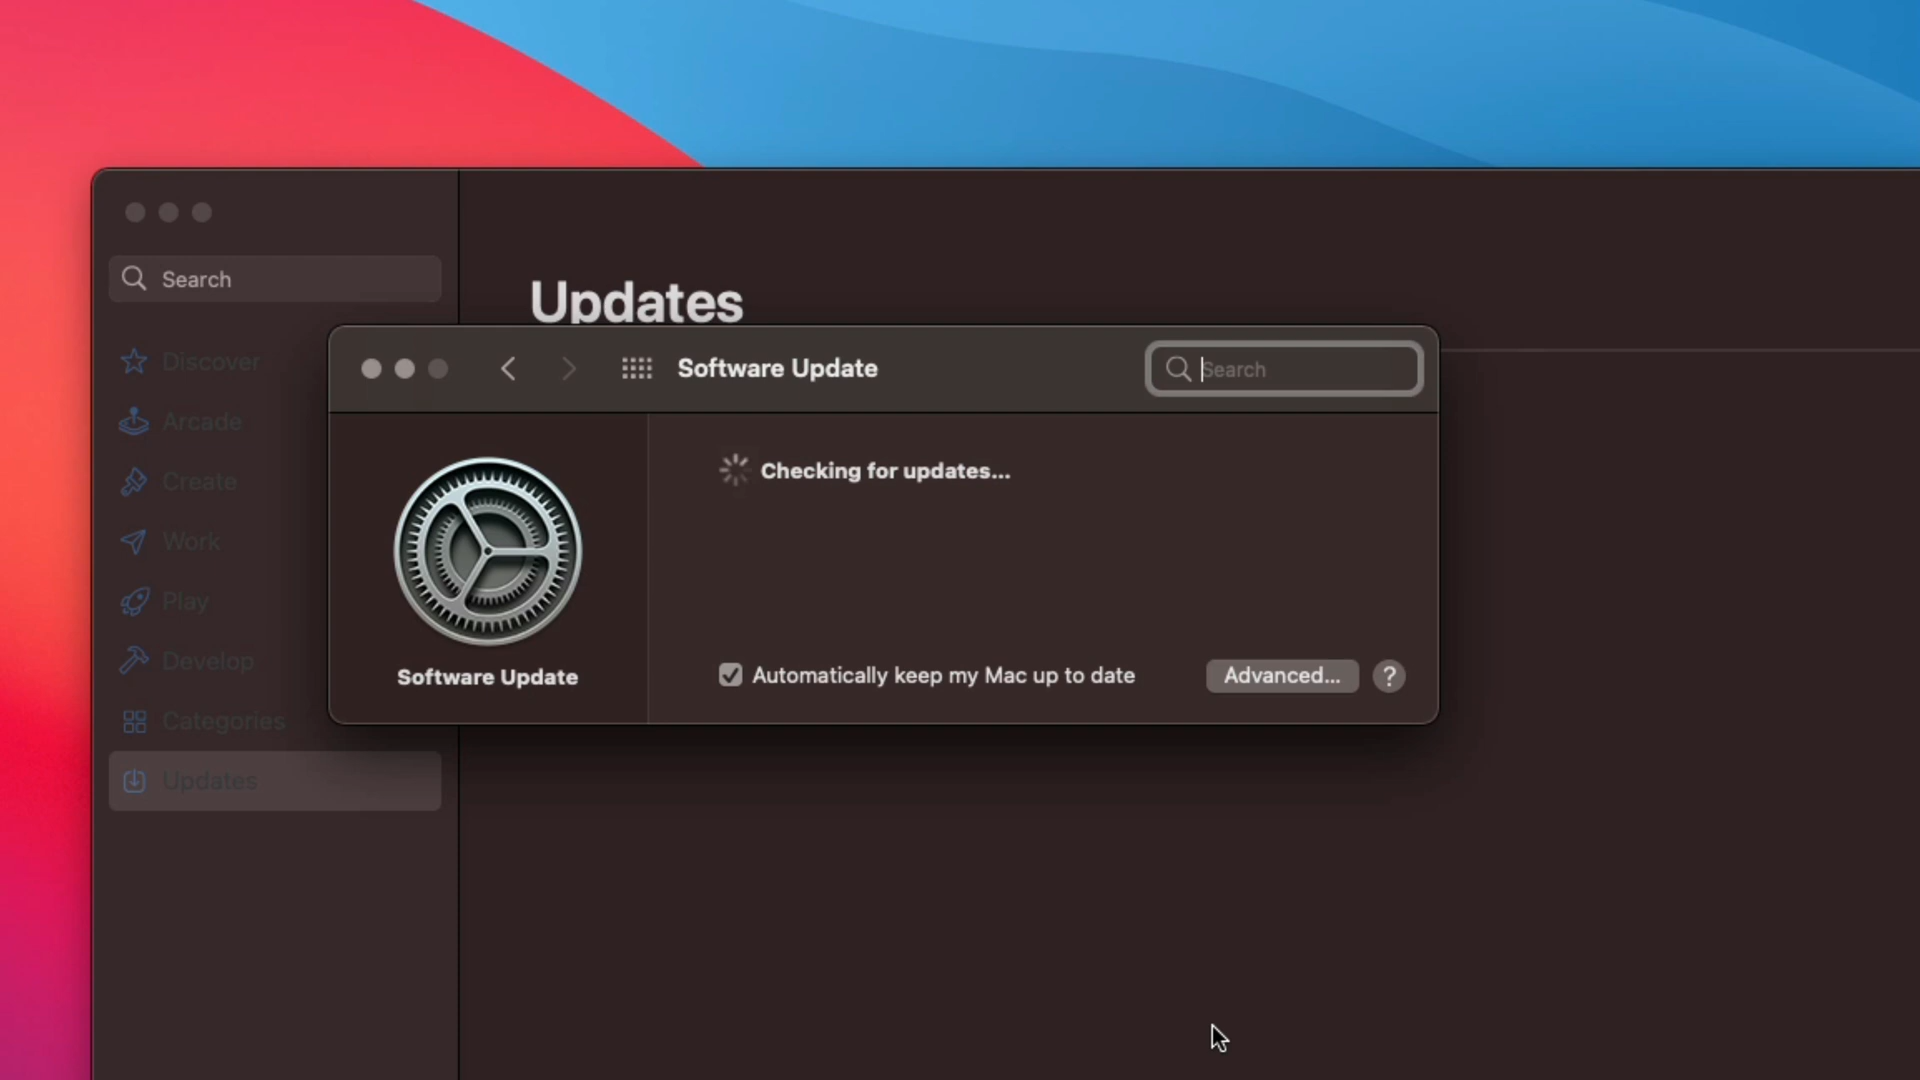 Search
Discover
Arcade
Create
Work
Play
Develop
Categories
Updates
Updates
Software Update
Search
Checking for updates...
Software Update
Automatically keep my Mac up to date
Advanced...
?